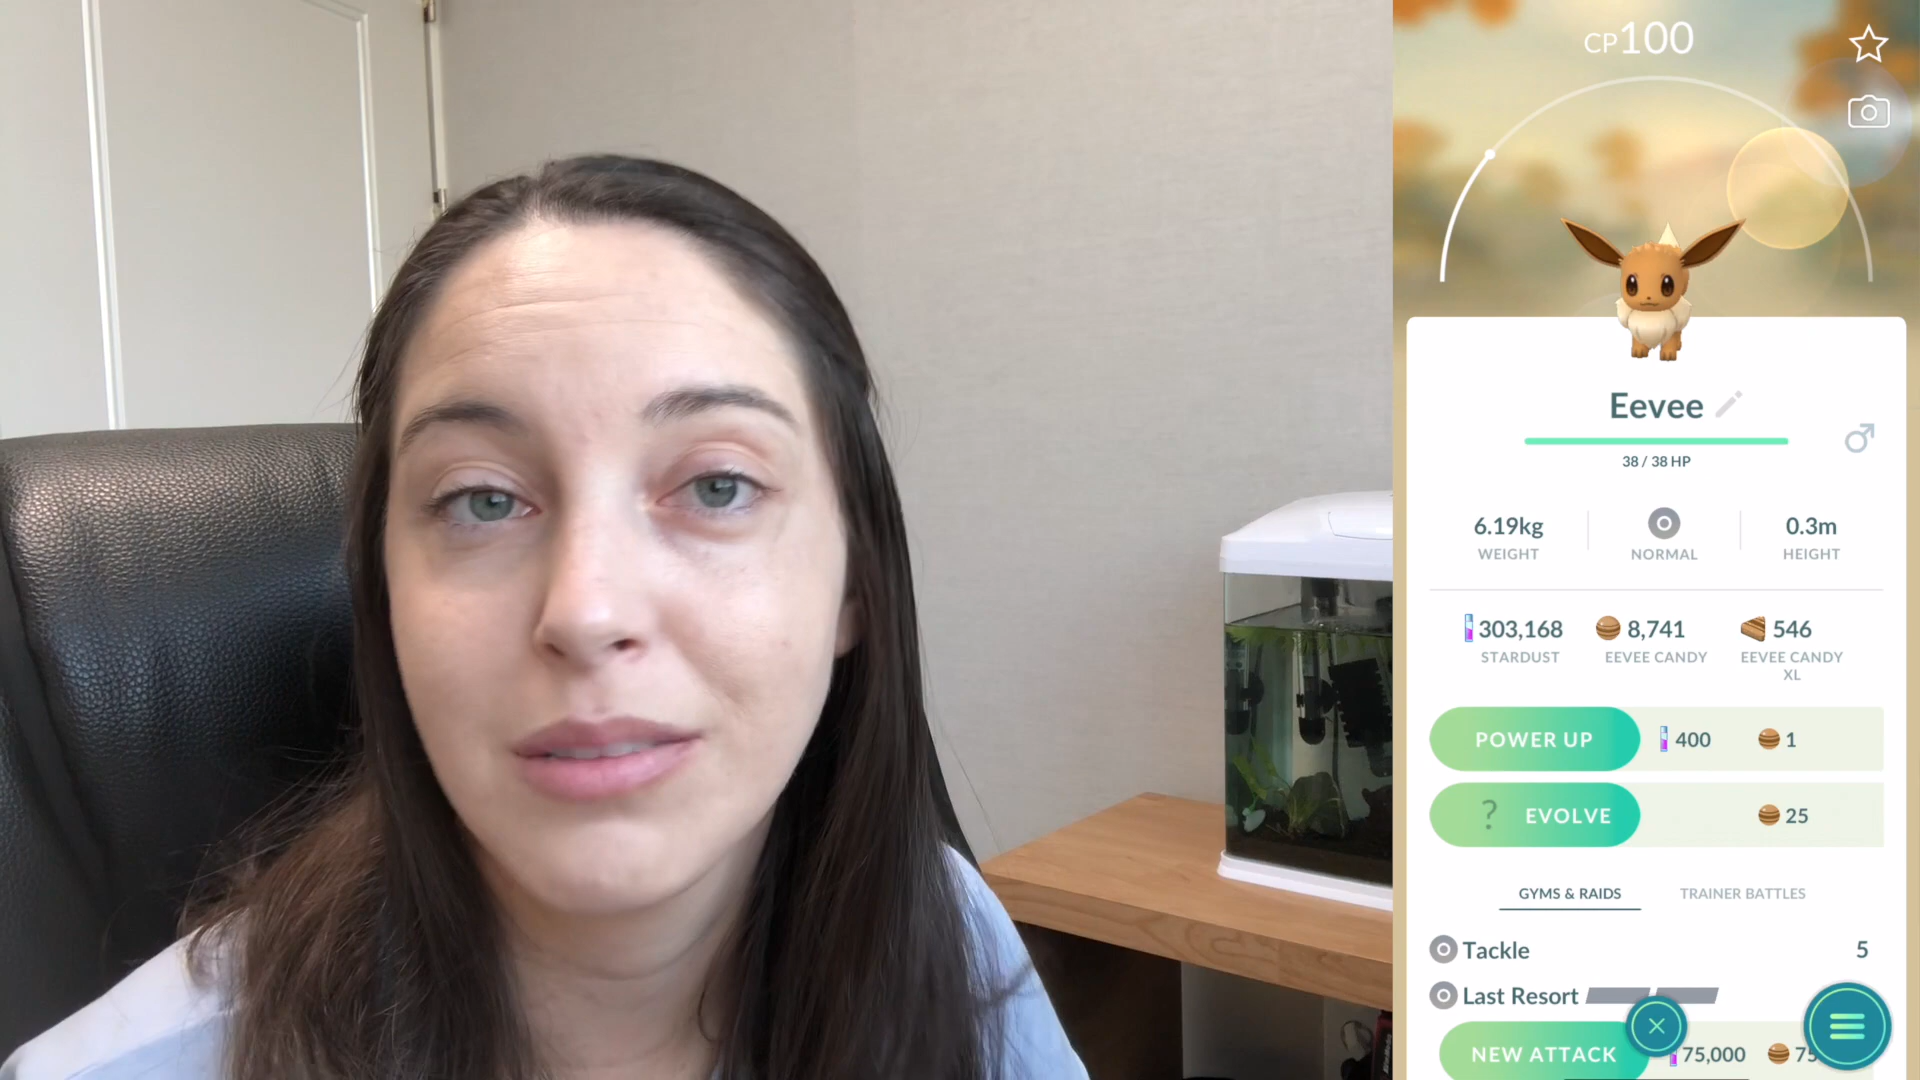 CP100
Eevee
38 / 38 HP
6.19kg
WEIGHT
NORMAL
0.3m
HEIGHT
303,168
STARDUST
8,741
EEVEE CANDY
546
EEVEE CANDY
XL
POWER UP 400 1
? EVOLVE 25
GYMS & RAIDS TRAINER BATTLES
Tackle 5
Last Resort
NEW ATTACK 75,000 75